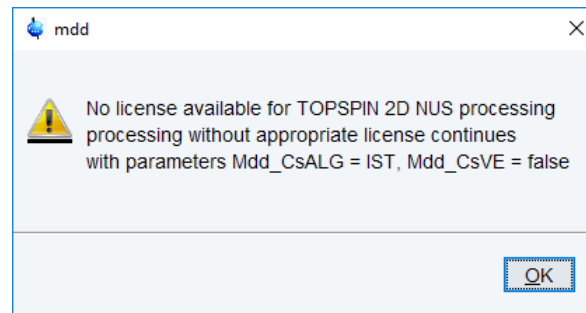 mdd
No license available for TOPSPIN 2D NUS processing
processing without appropriate license continues
with parameters Mdd_CsALG = IST, Mdd_CsVE = false
OK